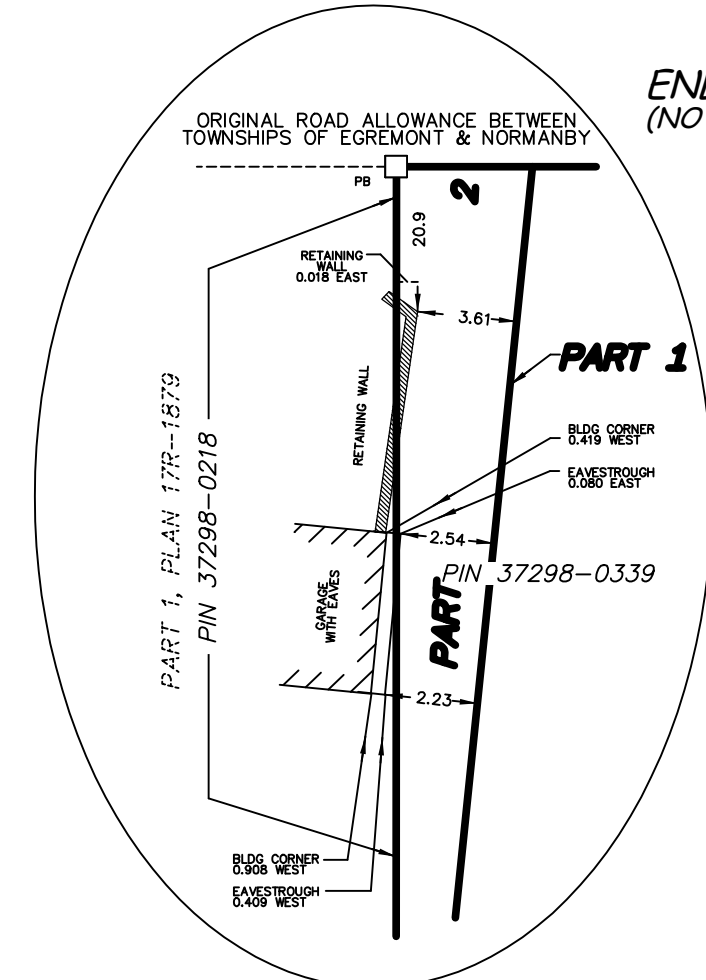 END
(NO
ORIGINAL ROAD ALLOWANCE BETWEEN
TOWNSHIPS OF EGREMONT & NORMANBY
PB
2
20.9
RETAINING
WALL
0.018 EAST
3.61
PART 1
RETAINING WALL
PART 1, PLAN 17R-1879
PIN 37298-0218
BLDG CORNER
0.419 WEST
EAVESTROUGH
0.080 EAST
2.54
PIN 37298-0339
PART
GARAGE
WITH EAVES
2.23
BLDG CORNER
0.908 WEST
EAVESTROUGH
0.409 WEST